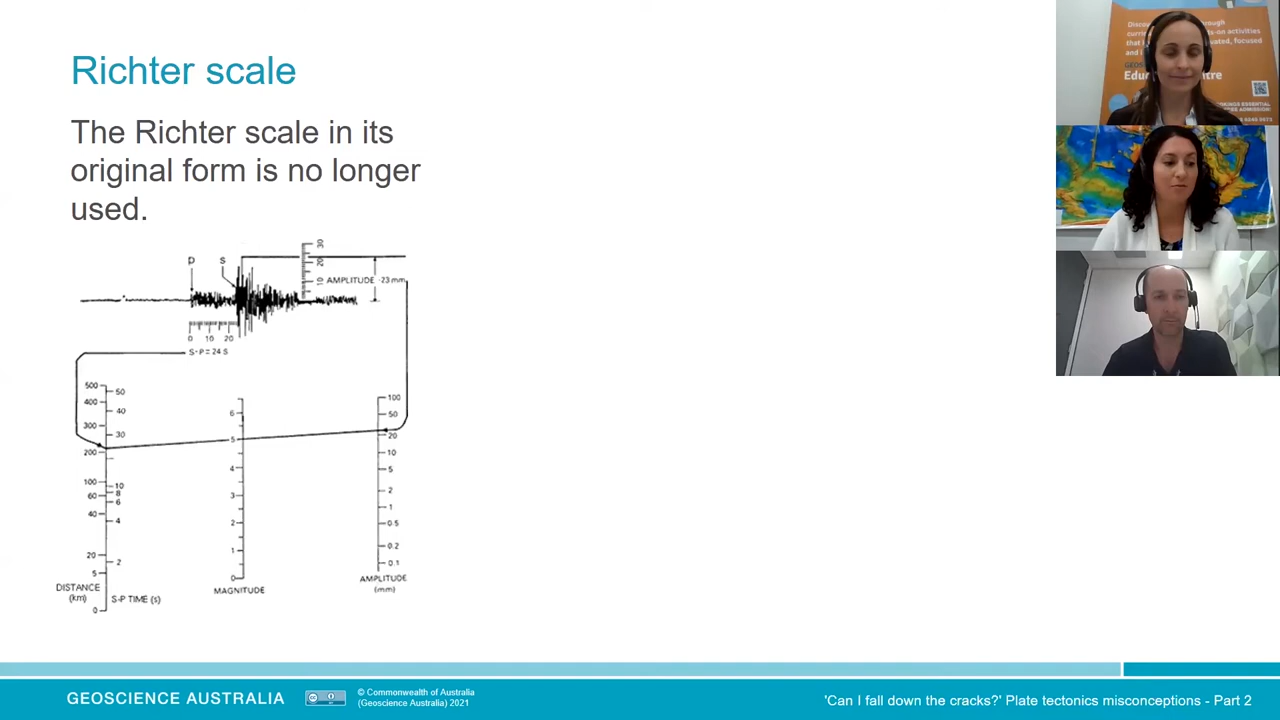 Richter scale
The Richter scale in its
original form is no longer
used.
P
S
30
20
10
AMPLITUDE ·23 mm
0 10 20
S-P = 24 S
500
400
300
200
100
60
40
20
5
0
50
40
30
10
8
6
4
2
DISTANCE
(km)
S-P TIME (s)
6
5
4
3
2
1
0
MAGNITUDE
100
50
20
10
5
2
1
0.5
0.2
0.1
AMPLITUDE
(mm)
GEOSCIENCE AUSTRALIA
cc
BY
© Commonwealth of Australia
(Geoscience Australia) 2021
'Can I fall down the cracks?' Plate tectonics misconceptions - Part 2